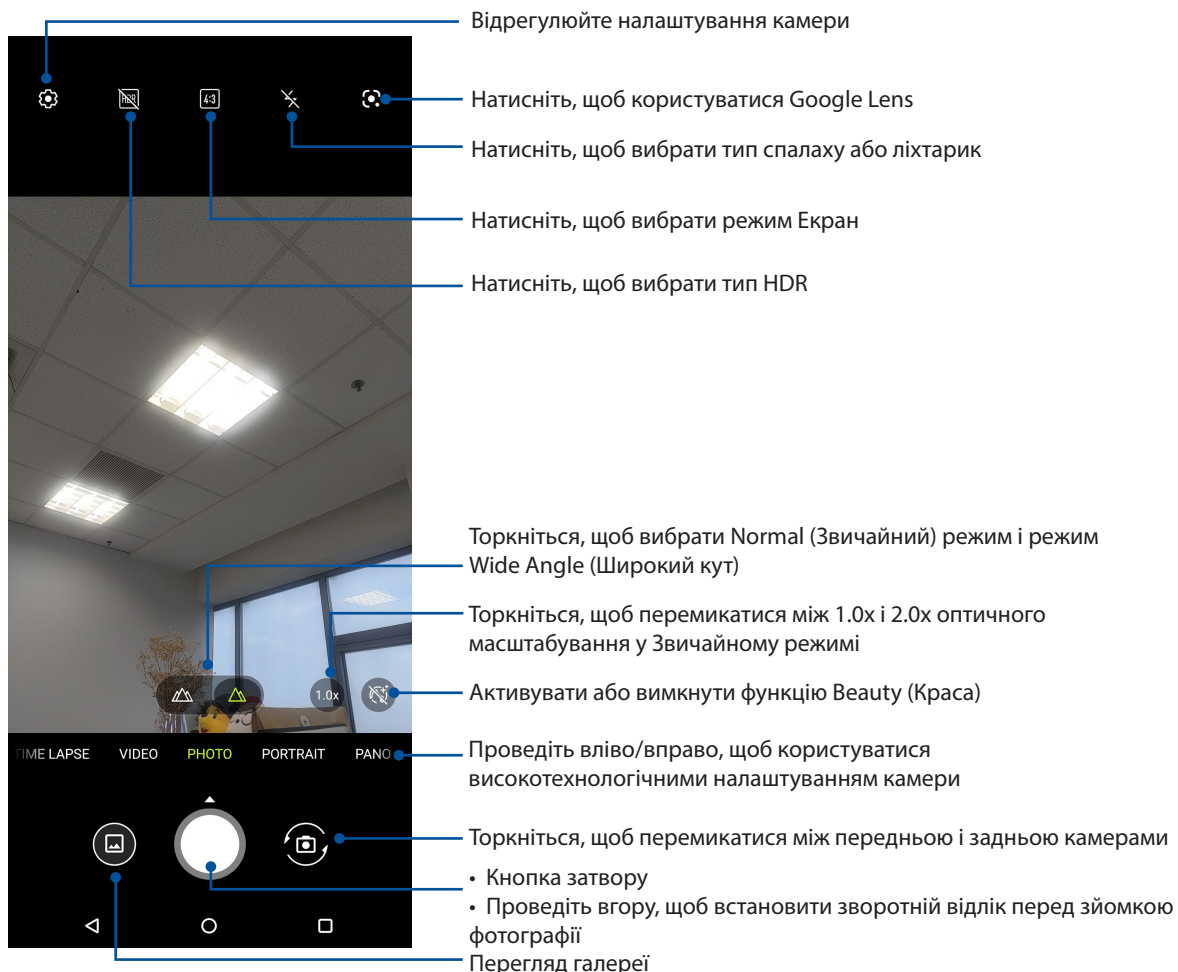 Відрегулюйте налаштування камери
HDR
4:3
Натисніть, щоб користуватися Google Lens
Натисніть, щоб вибрати тип спалаху або ліхтарик
Натисніть, щоб вибрати режим Екран
Натисніть, щоб вибрати тип HDR
Торкніться, щоб вибрати Normal (Звичайний) режим і режим
Wide Angle (Широкий кут)
Торкніться, щоб перемикатися між 1.0x і 2.0x оптичного
масштабування у Звичайному режимі
1.0x
Активувати або вимкнути функцію Beauty (Краса)
TIME LAPSE VIDEO PHOTO PORTRAIT PANO
Проведіть вліво/вправо, щоб користуватися
високотехнологічними налаштуванням камери
Торкніться, щоб перемикатися між передньою і задньою камерами
• Кнопка затвору
• Проведіть вгору, щоб встановити зворотній відлік перед зйомкою
фотографії
Перегляд галереї